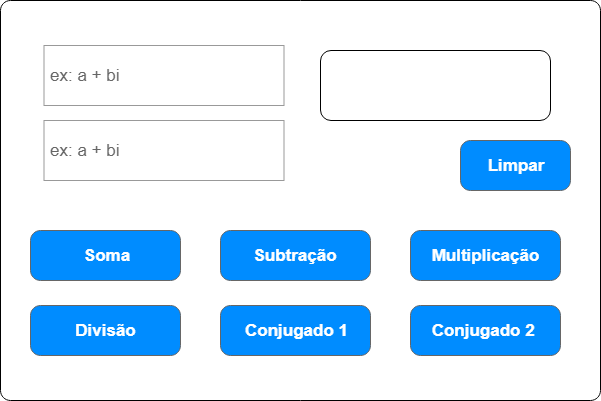 ex: a + bi
ex: a + bi
Limpar
Soma
Subtração
Multiplicação
Divisão
Conjugado 1
Conjugado 2